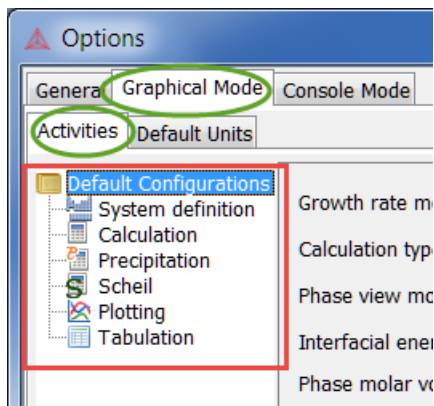 Options
General Graphical Mode Console Mode
Activities Default Units
Default Configurations
System definition
Calculation
Precipitation
Scheil
Plotting
Tabulation
Growth rate m
Calculation typ
Phase view mo
Interfacial ener
Phase molar vo